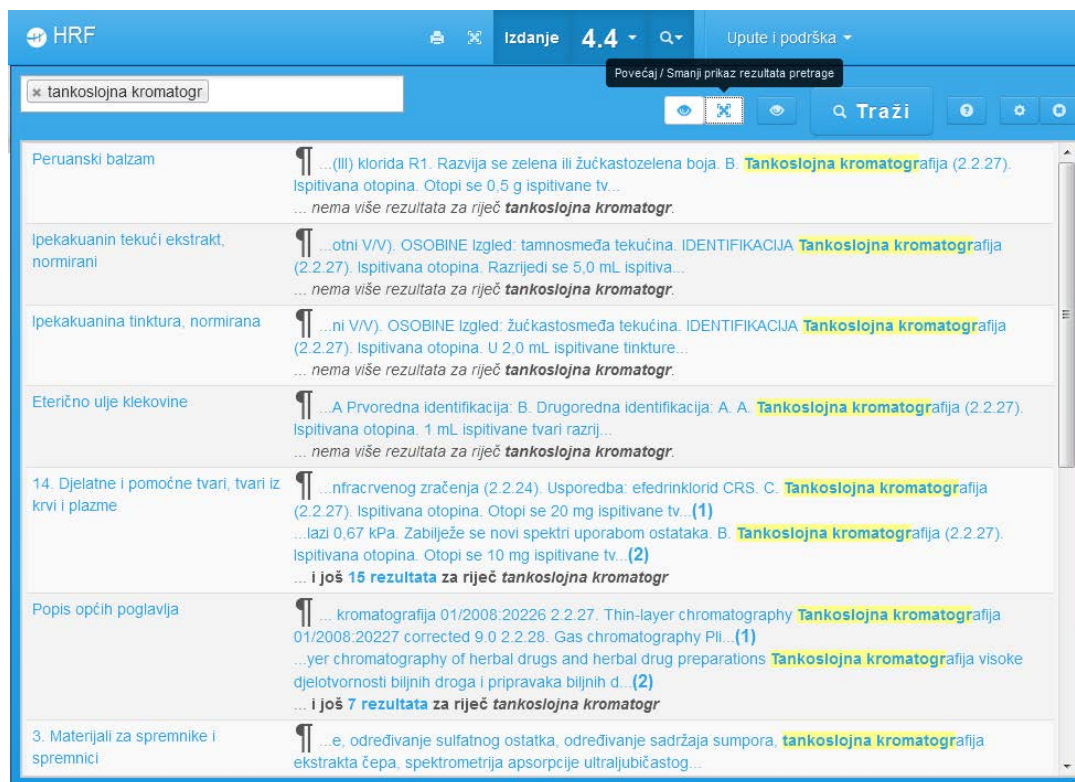 HRF Izdanje 4.4 Upute i podrška
Povećaj / Smanji prikaz rezultata pretrage
× tankoslojna kromatogr Traži
Peruanski balzam
¶ ...(III) klorida R1. Razvija se zelena ili žućkastozelena boja. B. Tankoslojna kromatografija (2.2.27).
Ispitivana otopina. Otopi se 0,5 g ispitivane tv...
... nema više rezultata za riječ tankoslojna kromatogr.
Ipekakuanin tekući ekstrakt,
normirani
¶ ...otni V/V). OSOBINE Izgled: tamnosmeđa tekućina. IDENTIFIKACIJA Tankoslojna kromatografija
(2.2.27). Ispitivana otopina. Razrijedi se 5,0 mL ispitiva...
... nema više rezultata za riječ tankoslojna kromatogr.
Ipekakuanina tinktura, normirana
¶ ...ni V/V). OSOBINE Izgled: žućkastosmeđa tekućina. IDENTIFIKACIJA Tankoslojna kromatografija
(2.2.27). Ispitivana otopina. U 2,0 mL ispitivane tinkture...
... nema više rezultata za riječ tankoslojna kromatogr.
Eterično ulje klekovine
¶ ...A Prvoredna identifikacija: B. Drugoredna identifikacija: A. A. Tankoslojna kromatografija (2.2.27).
Ispitivana otopina. 1 mL ispitivane tvari razrij...
... nema više rezultata za riječ tankoslojna kromatogr.
14. Djelatne i pomoćne tvari, tvari iz
krvi i plazme
¶ ...nfracrvenog zračenja (2.2.24). Usporedba: efedrinklorid CRS. C. Tankoslojna kromatografija
(2.2.27). Ispitivana otopina. Otopi se 20 mg ispitivane tv...(1)
...lazi 0,67 kPa. Zabilježe se novi spektri uporabom ostataka. B. Tankoslojna kromatografija (2.2.27).
Ispitivana otopina. Otopi se 10 mg ispitivane tv...(2)
... i još 15 rezultata za riječ tankoslojna kromatogr
Popis općih poglavlja
¶ ... kromatografija 01/2008:20226 2.2.27. Thin-layer chromatography Tankoslojna kromatografija
01/2008:20227 corrected 9.0 2.2.28. Gas chromatography Pli...(1)
...yer chromatography of herbal drugs and herbal drug preparations Tankoslojna kromatografija visoke
djelotvornosti biljnih droga i pripravaka biljnih d...(2)
... i još 7 rezultata za riječ tankoslojna kromatogr
3. Materijali za spremnike i
spremnici
¶ ...e, određivanje sulfatnog ostatka, određivanje sadržaja sumpora, tankoslojna kromatografija
ekstrakta čepa, spektrometrija apsorpcije ultraljubičastog...